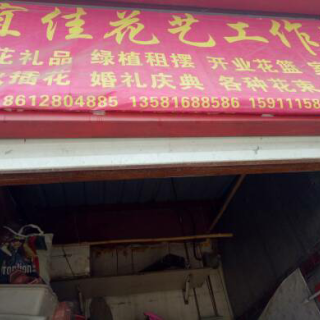 宜佳花艺工作
花礼品 绿植租摆 开业花篮
插花 婚礼庆典 各种花束
8612804885 13581688586 1591115